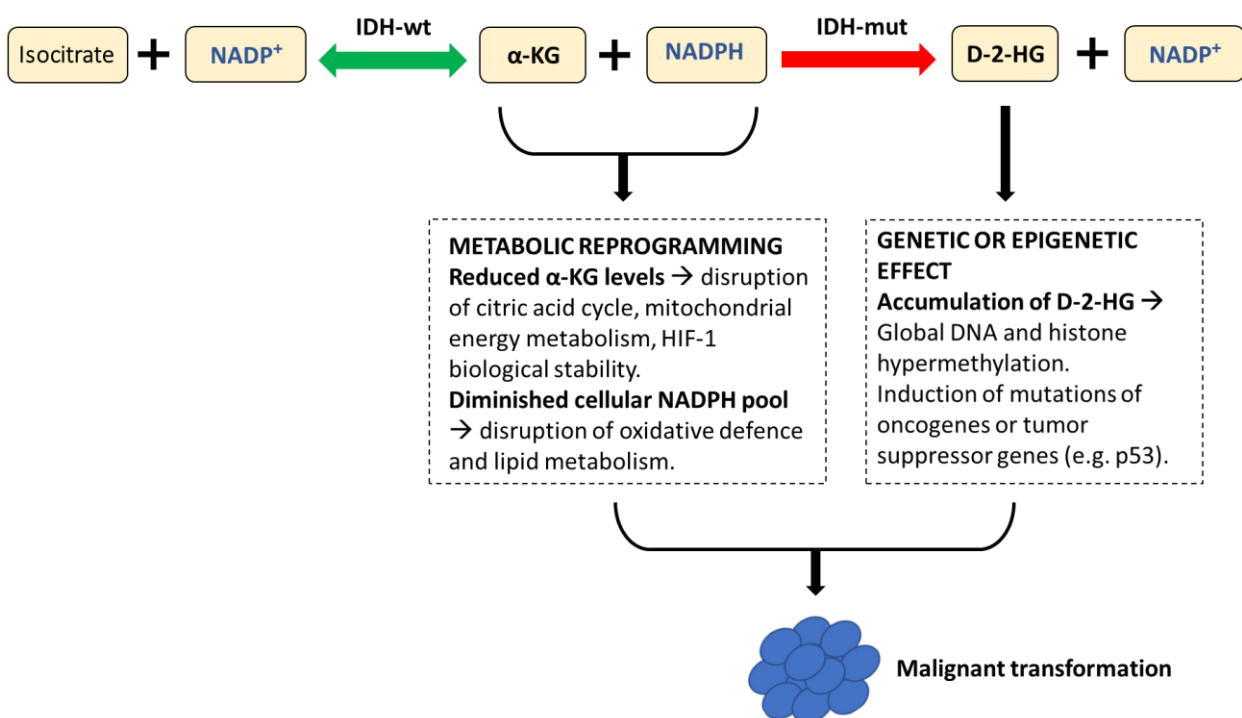 IDH-wt
IDH-mut
Isocitrate + NADP⁺ α-KG + NADPH D-2-HG + NADP⁺
METABOLIC REPROGRAMMING
Reduced α-KG levels → disruption
of citric acid cycle, mitochondrial
energy metabolism, HIF-1
biological stability.
Diminished cellular NADPH pool
→ disruption of oxidative defence
and lipid metabolism.
GENETIC OR EPIGENETIC
EFFECT
Accumulation of D-2-HG →
Global DNA and histone
hypermethylation.
Induction of mutations of
oncogenes or tumor
suppressor genes (e.g. p53).
Malignant transformation